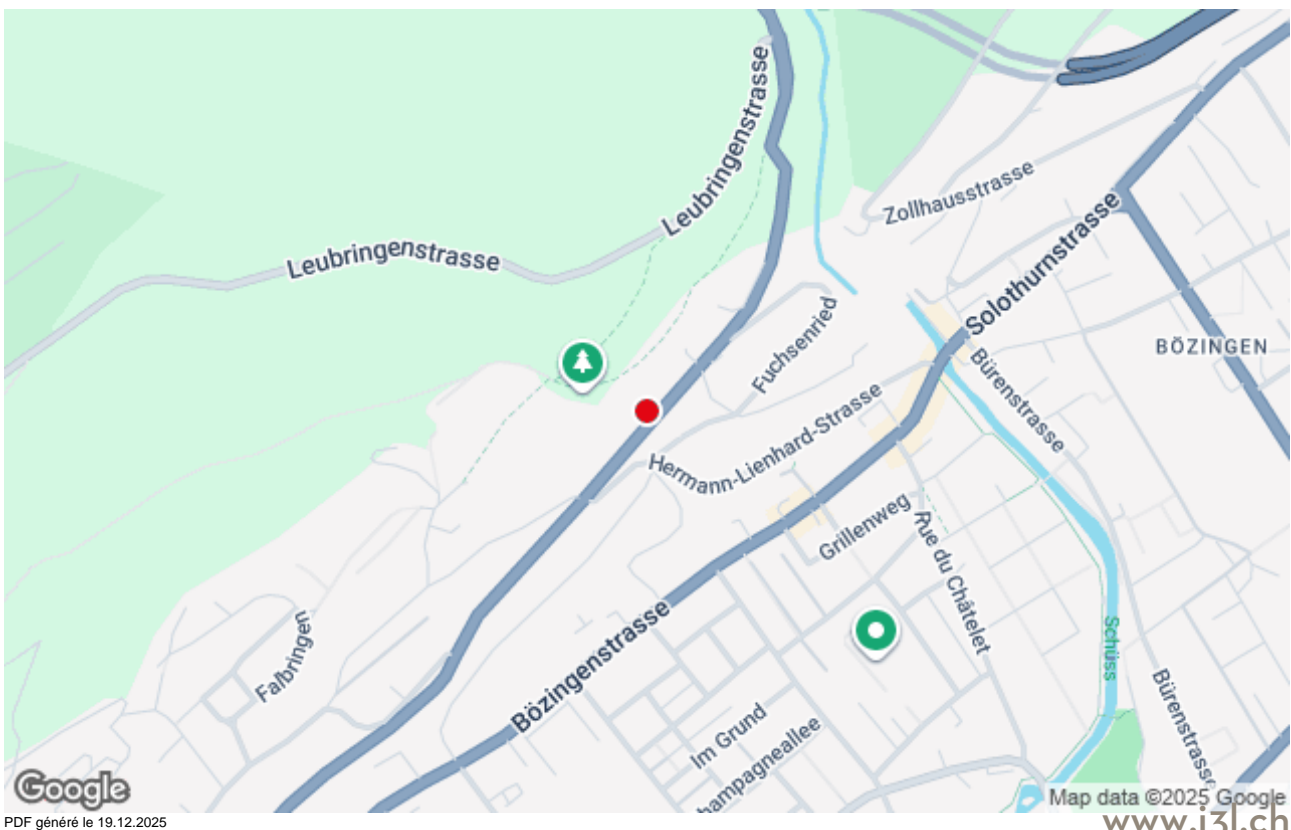 Leubringenstrasse
Leubringenstrasse
Zollhausstrasse
Solothurnstrasse
Fuchsenried
BÖZINGEN
Bürenstrasse
Hermann-Lienhard-Strasse
Grillenweg
Rue du Châtelet
Falbringen
Bözingenstrasse
Schüss
Bürenstrasse
Im Grund
hampagneallee
Google
Map data ©2025 Google
PDF généré le 19.12.2025
www.i3l.ch